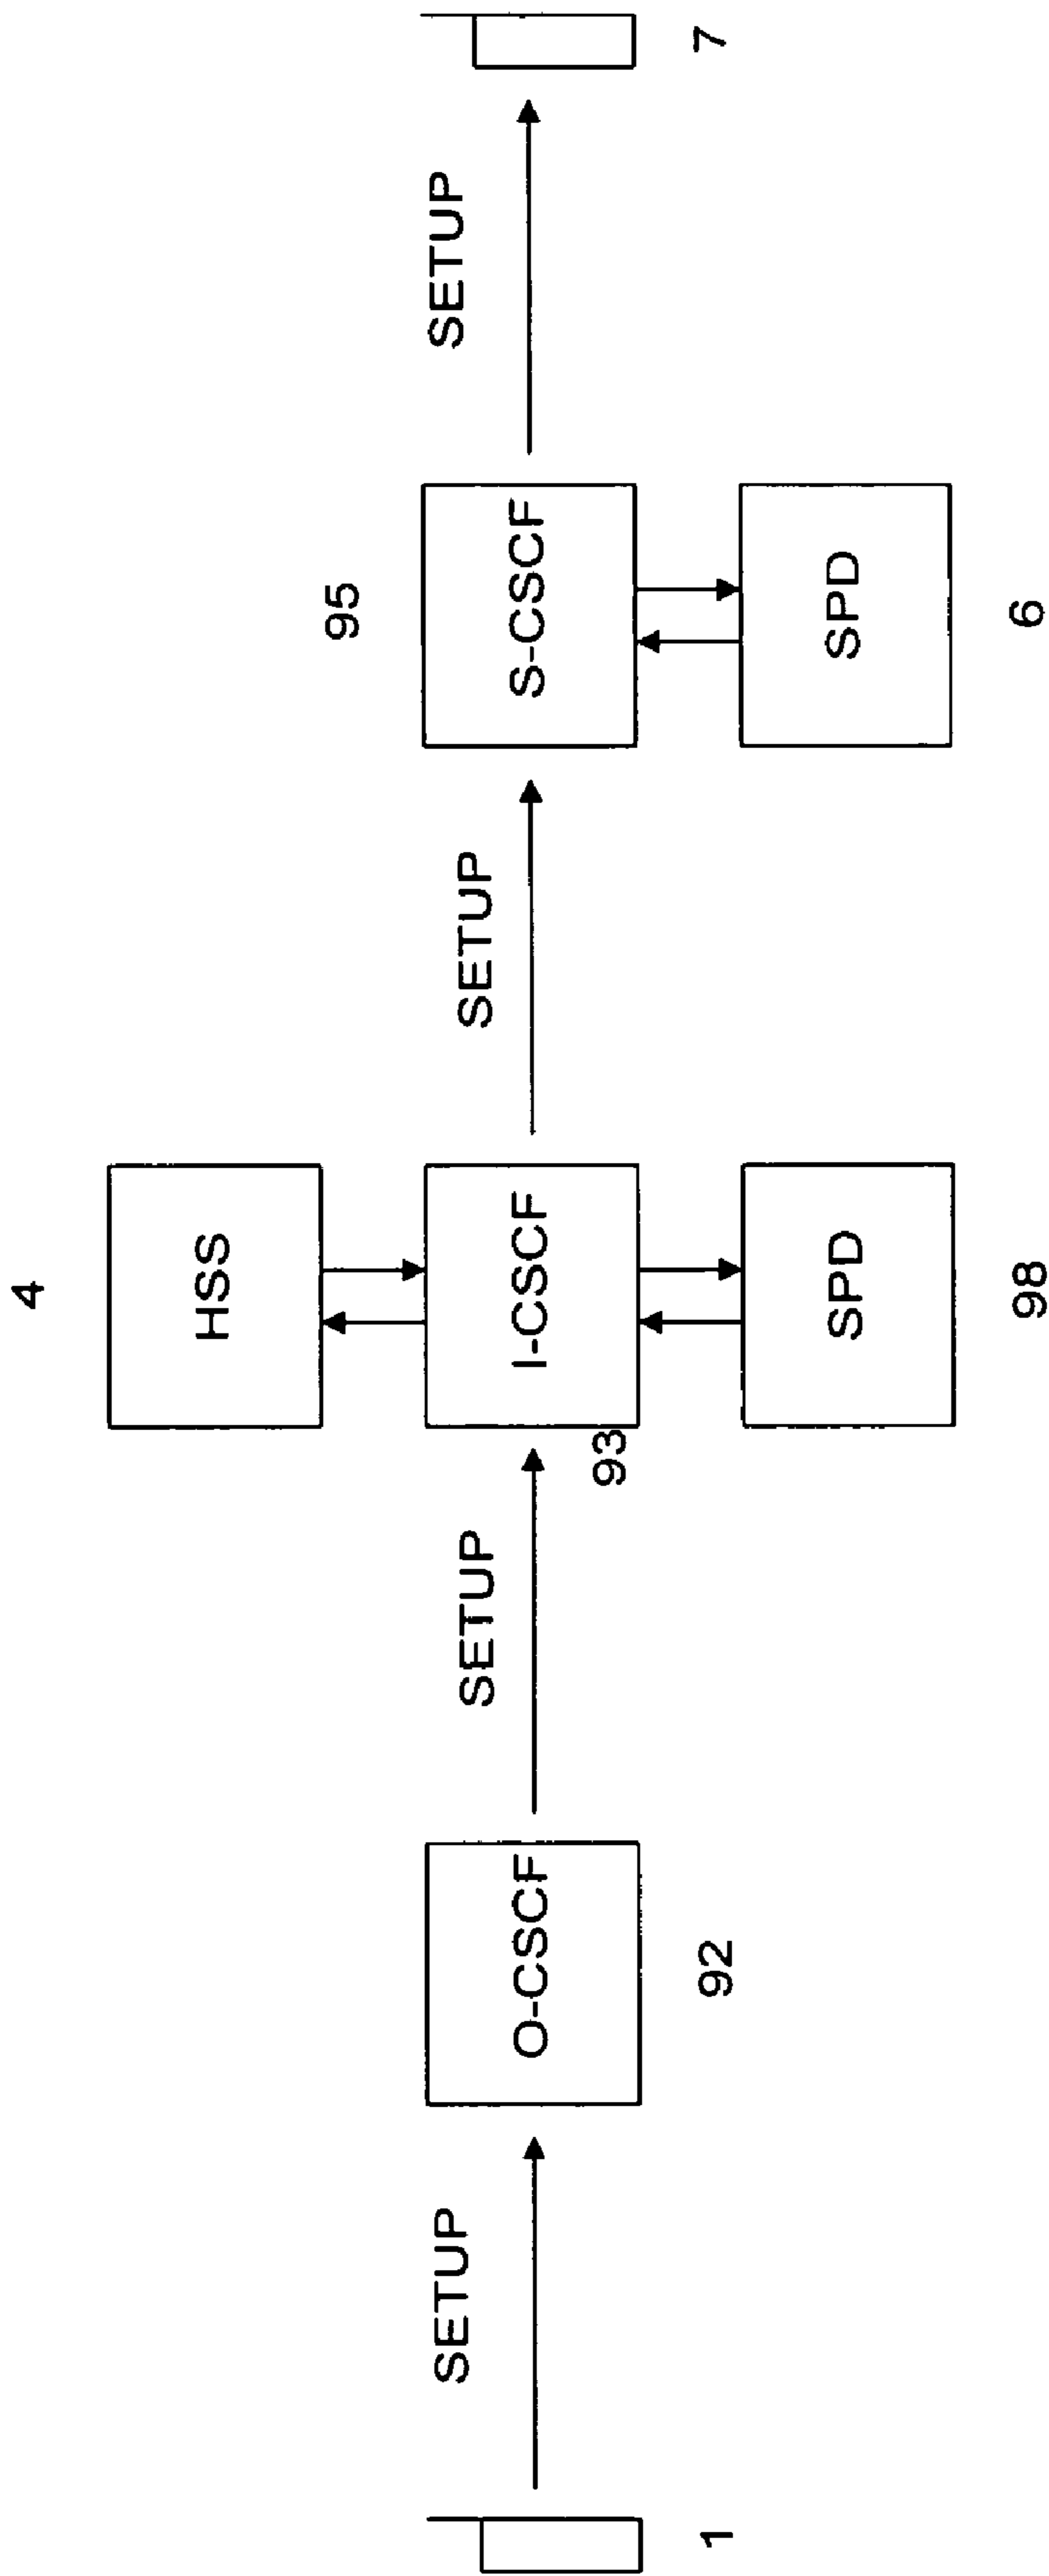 4
HSS
95
SETUP
SETUP
SETUP
SETUP
O-CSCF
I-CSCF
S-CSCF
93
1
92
7
SPD
SPD
98
6